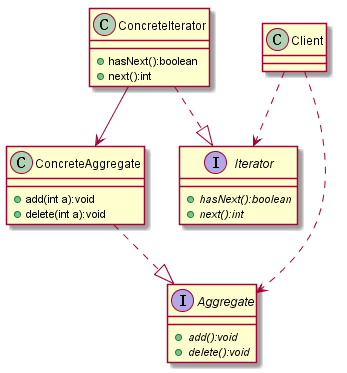 C ConcreteIterator
hasNext():boolean
next():int
C Client
C ConcreteAggregate
add(int a):void
delete(int a):void
I Iterator
hasNext():boolean
next():int
I Aggregate
add():void
delete():void